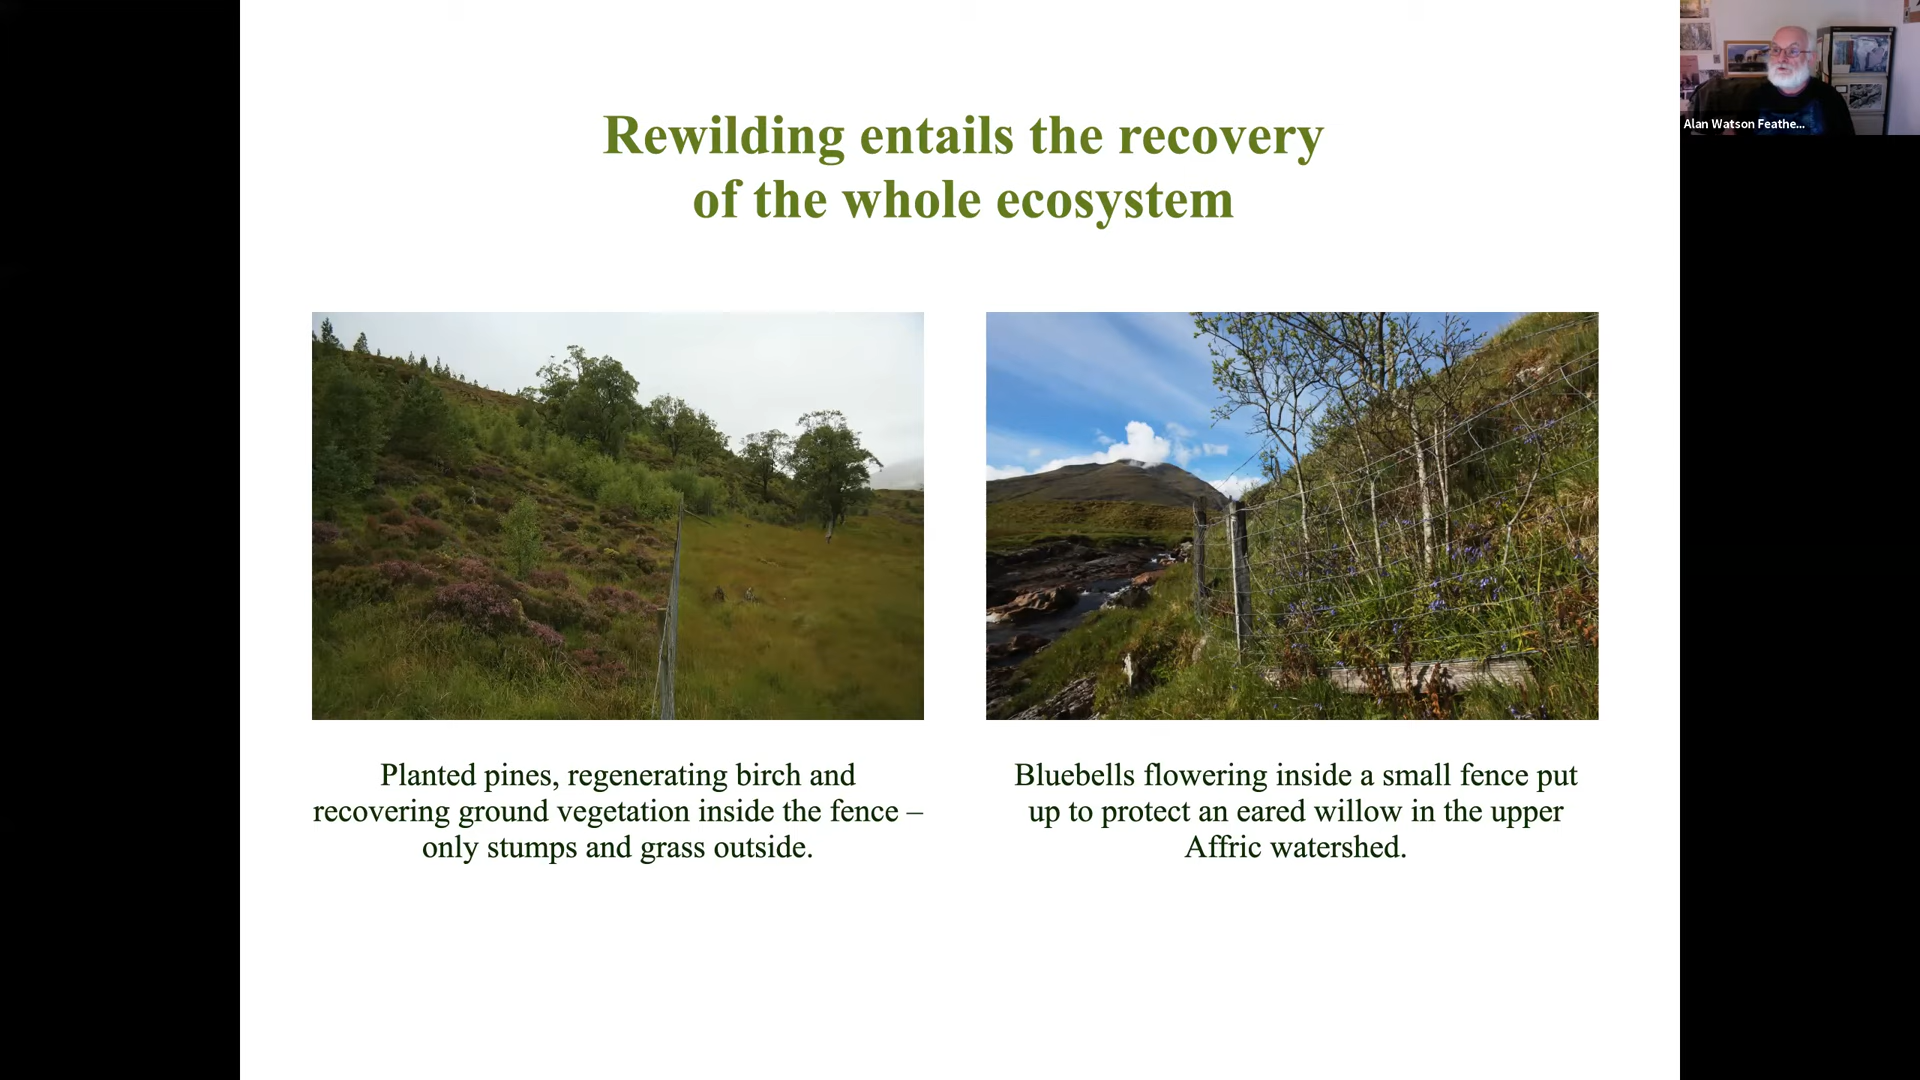 Rewilding entails the recovery
of the whole ecosystem
Alan Watson Feathe...
Planted pines, regenerating birch and
recovering ground vegetation inside the fence –
only stumps and grass outside.
Bluebells flowering inside a small fence put
up to protect an eared willow in the upper
Affric watershed.